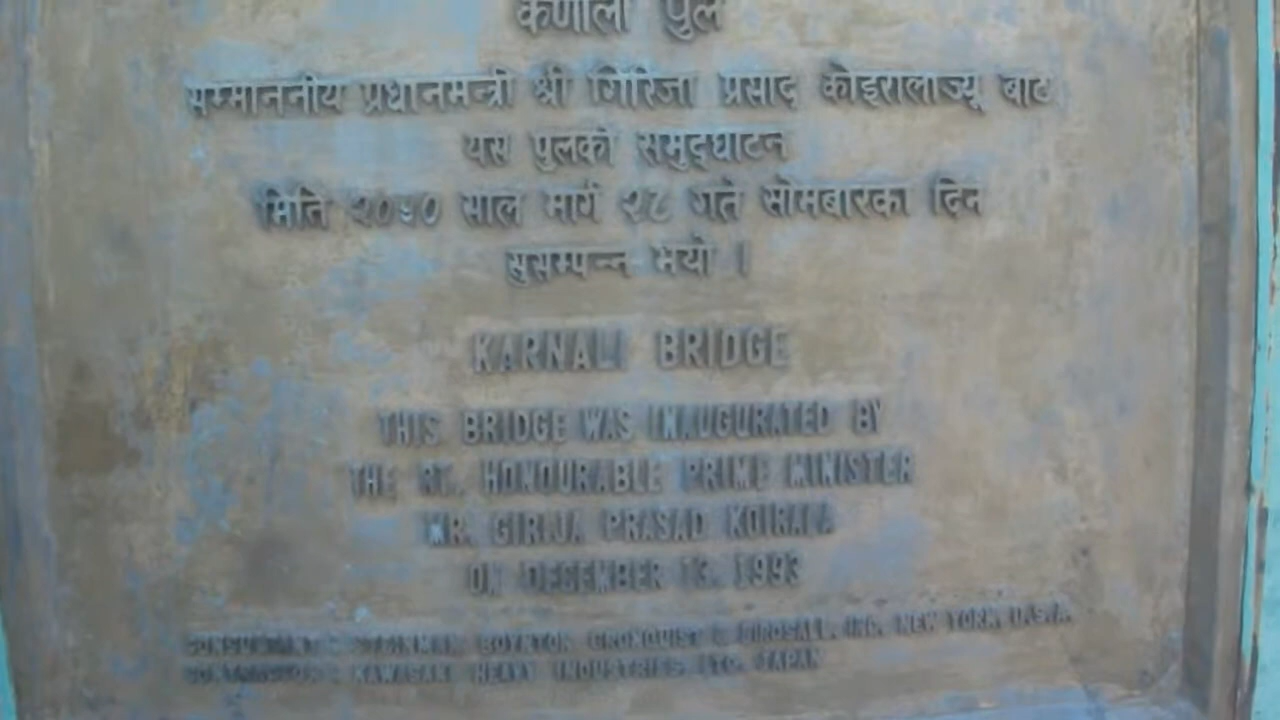 कर्णाली पुल
सम्माननीय प्रधानमन्त्री श्री गिरिजा प्रसाद कोइरालाज्यू बाट
यस पुलको समुद्घाटन
मिति २०५० साल मार्ग २८ गते सोमबारका दिन
सुसम्पन्न भयो ।
KARNALI BRIDGE
THIS BRIDGE WAS INAUGURATED BY
THE RT. HONOURABLE PRIME MINISTER
MR. GIRIJA PRASAD KOIRALA
ON DECEMBER 13, 1993
CONSULTANT : STEINMAN BOYNTON GRONQUIST & BIRDSALL, INC. NEW YORK, U.S.A.
CONTRACTOR : KAWASAKI HEAVY INDUSTRIES, LTD. JAPAN